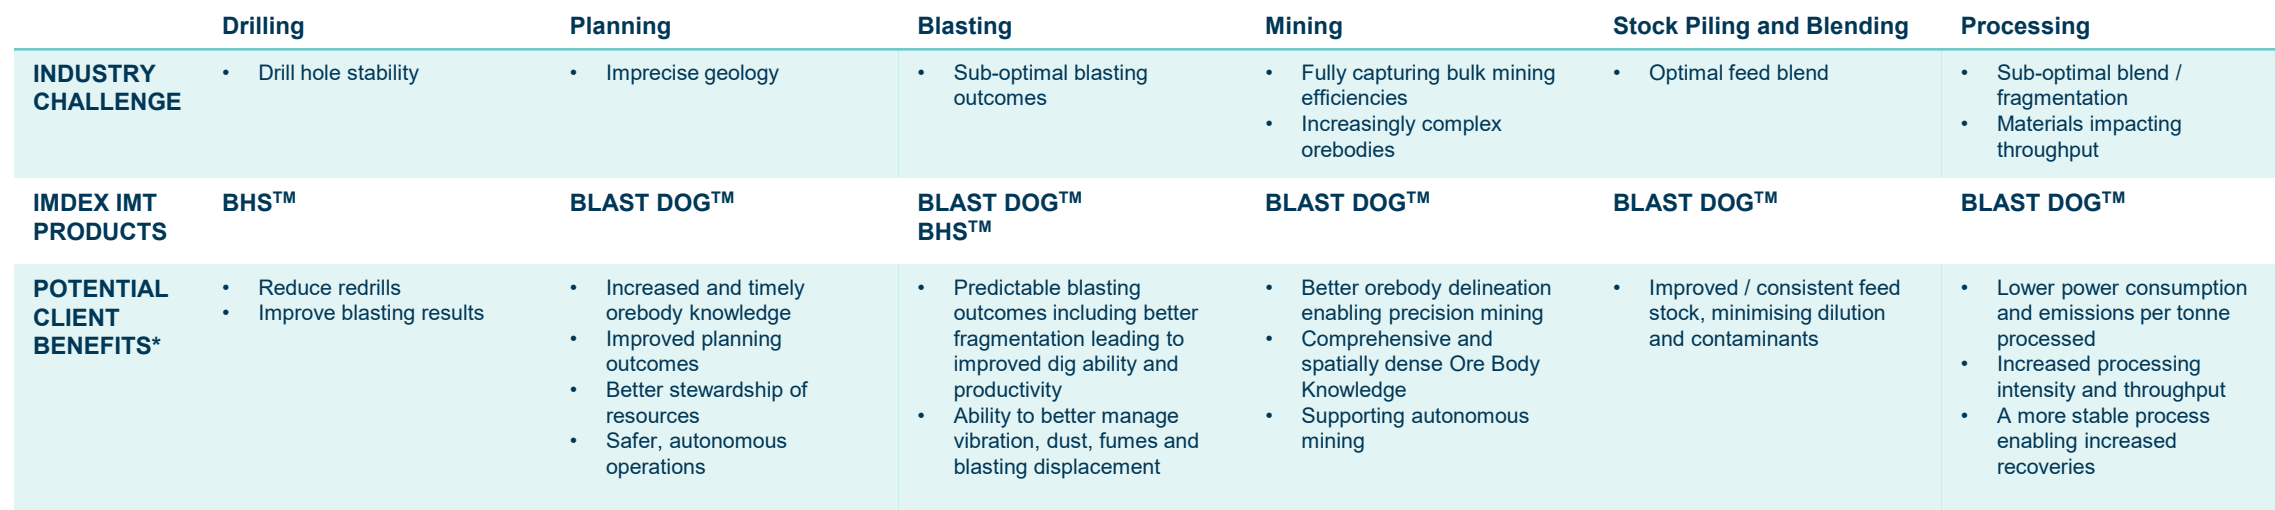 Drilling
Planning
Blasting
Mining
Stock Piling and Blending
Processing
INDUSTRY
CHALLENGE
• Drill hole stability
• Imprecise geology
• Sub-optimal blasting
outcomes
• Fully capturing bulk mining
efficiencies
• Increasingly complex
orebodies
• Optimal feed blend
• Sub-optimal blend /
fragmentation
• Materials impacting
throughput
IMDEX IMT
PRODUCTS
BHS™
BLAST DOG™
BLAST DOG™
BHS™
BLAST DOG™
BLAST DOG™
BLAST DOG™
POTENTIAL
CLIENT
BENEFITS*
• Reduce redrills
• Improve blasting results
• Increased and timely
orebody knowledge
• Improved planning
outcomes
• Better stewardship of
resources
• Safer, autonomous
operations
• Predictable blasting
outcomes including better
fragmentation leading to
improved dig ability and
productivity
• Ability to better manage
vibration, dust, fumes and
blasting displacement
• Better orebody delineation
enabling precision mining
• Comprehensive and
spatially dense Ore Body
Knowledge
• Supporting autonomous
mining
• Improved / consistent feed
stock, minimising dilution
and contaminants
• Lower power consumption
and emissions per tonne
processed
• Increased processing
intensity and throughput
• A more stable process
enabling increased
recoveries